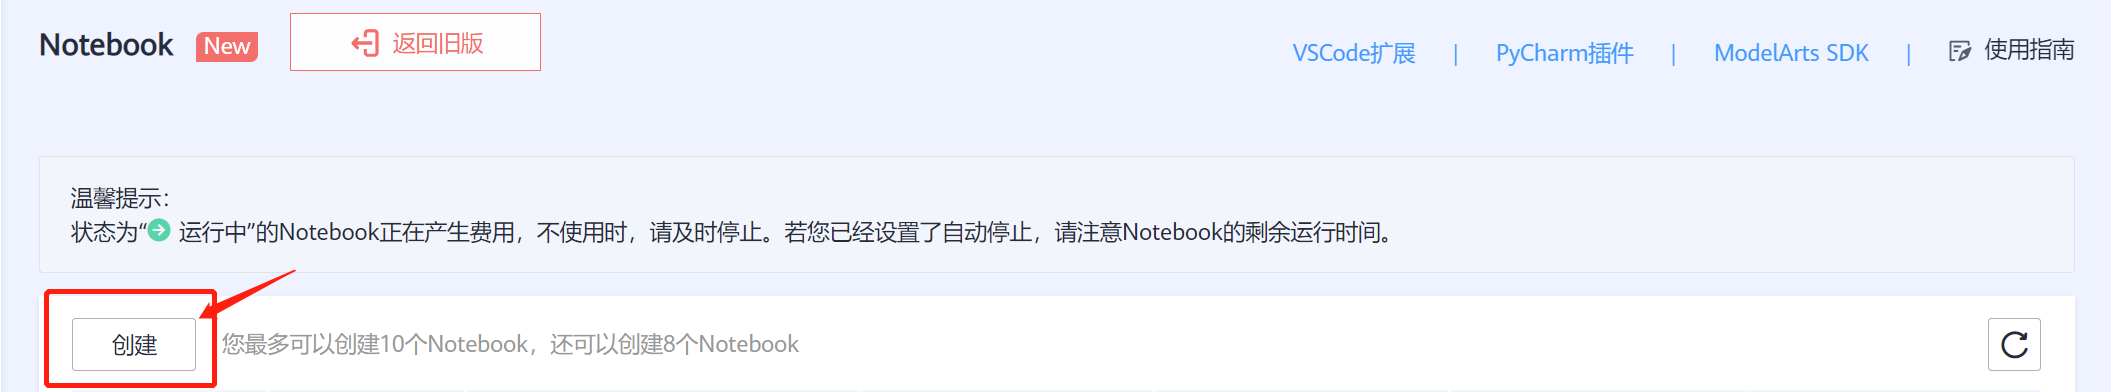 Notebook New 返回旧版 VSCode扩展 | PyCharm插件 | ModelArts SDK | 使用指南
温馨提示：
状态为“运行中”的Notebook正在产生费用，不使用时，请及时停止。若您已经设置了自动停止，请注意Notebook的剩余运行时间。
创建 您最多可以创建10个Notebook，还可以创建8个Notebook